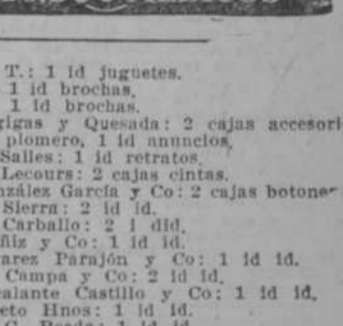 T.: 1 id juguetes.
1 id brochas.
1 id brochas.
gigas y Quesada: 2 cajas accesori
plomero, 1 id anuncios.
Salles: 1 id retratos.
Lecours: 2 cajas cintas.
nzález García y Co: 2 cajas botone
Sierra: 2 id id.
Carballo: 2 i did.
ñiz y Co: 1 id id.
arez Parajón y Co: 1 id id.
Campa y Co: 2 id id.
calante Castillo y Co: 1 id id.
eto Hnos: 1 id id.